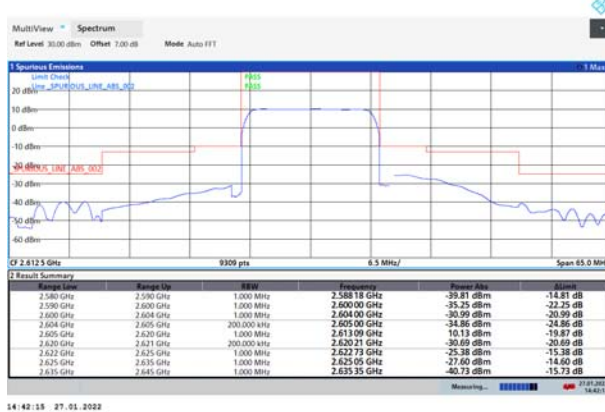 MultiView Spectrum
Ref Level 30.00 dBm Offset 7.00 dB Mode Auto FFT
1 Spurious Emissions 1 Max
Limit Check PASS
Line _SPURIOUS_LINE_ABS_002 PASS
20 dBm
10 dBm
0 dBm
-10 dBm
-20 dBm
SPURIOUS_LINE_ABS_002
-30 dBm
-40 dBm
-50 dBm
-60 dBm
CF 2.6125 GHz 9309 pts 6.5 MHz/ Span 65.0 MH
2 Result Summary
Range Low Range Up RBW Frequency Power Abs ΔLimit
2.580 GHz 2.590 GHz 1.000 MHz 2.58818 GHz -39.81 dBm -14.81 dB
2.590 GHz 2.600 GHz 1.000 MHz 2.60000 GHz -35.25 dBm -22.25 dB
2.600 GHz 2.604 GHz 1.000 MHz 2.60400 GHz -30.99 dBm -20.99 dB
2.604 GHz 2.605 GHz 200.000 kHz 2.60500 GHz -34.86 dBm -24.86 dB
2.605 GHz 2.620 GHz 1.000 MHz 2.61309 GHz 10.13 dBm -19.87 dB
2.620 GHz 2.621 GHz 200.000 kHz 2.62021 GHz -30.69 dBm -20.69 dB
2.622 GHz 2.625 GHz 1.000 MHz 2.62273 GHz -25.38 dBm -15.38 dB
2.625 GHz 2.635 GHz 1.000 MHz 2.62505 GHz -27.60 dBm -14.60 dB
2.635 GHz 2.645 GHz 1.000 MHz 2.63535 GHz -40.73 dBm -15.73 dB
Measuring... 27.01.202
14:42:1
14:42:15 27.01.2022